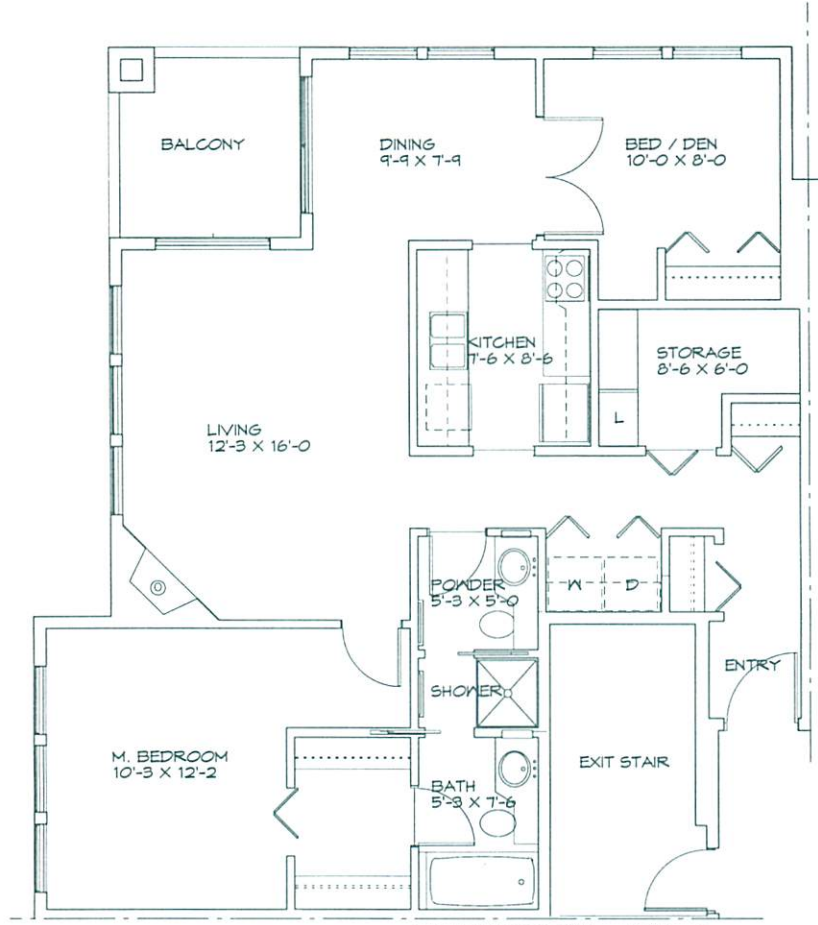 BALCONY
DINING
9'-9 X 7'-9
BED / DEN
10'-0 X 8'-0
KITCHEN
7'-6 X 8'-6
STORAGE
8'-6 X 6'-0
L
LIVING
12'-3 X 16'-0
POWDER
5'-3 X 5'-0
W D
SHOWER
ENTRY
M. BEDROOM
10'-3 X 12'-2
BATH
5'-3 X 7'-6
EXIT STAIR